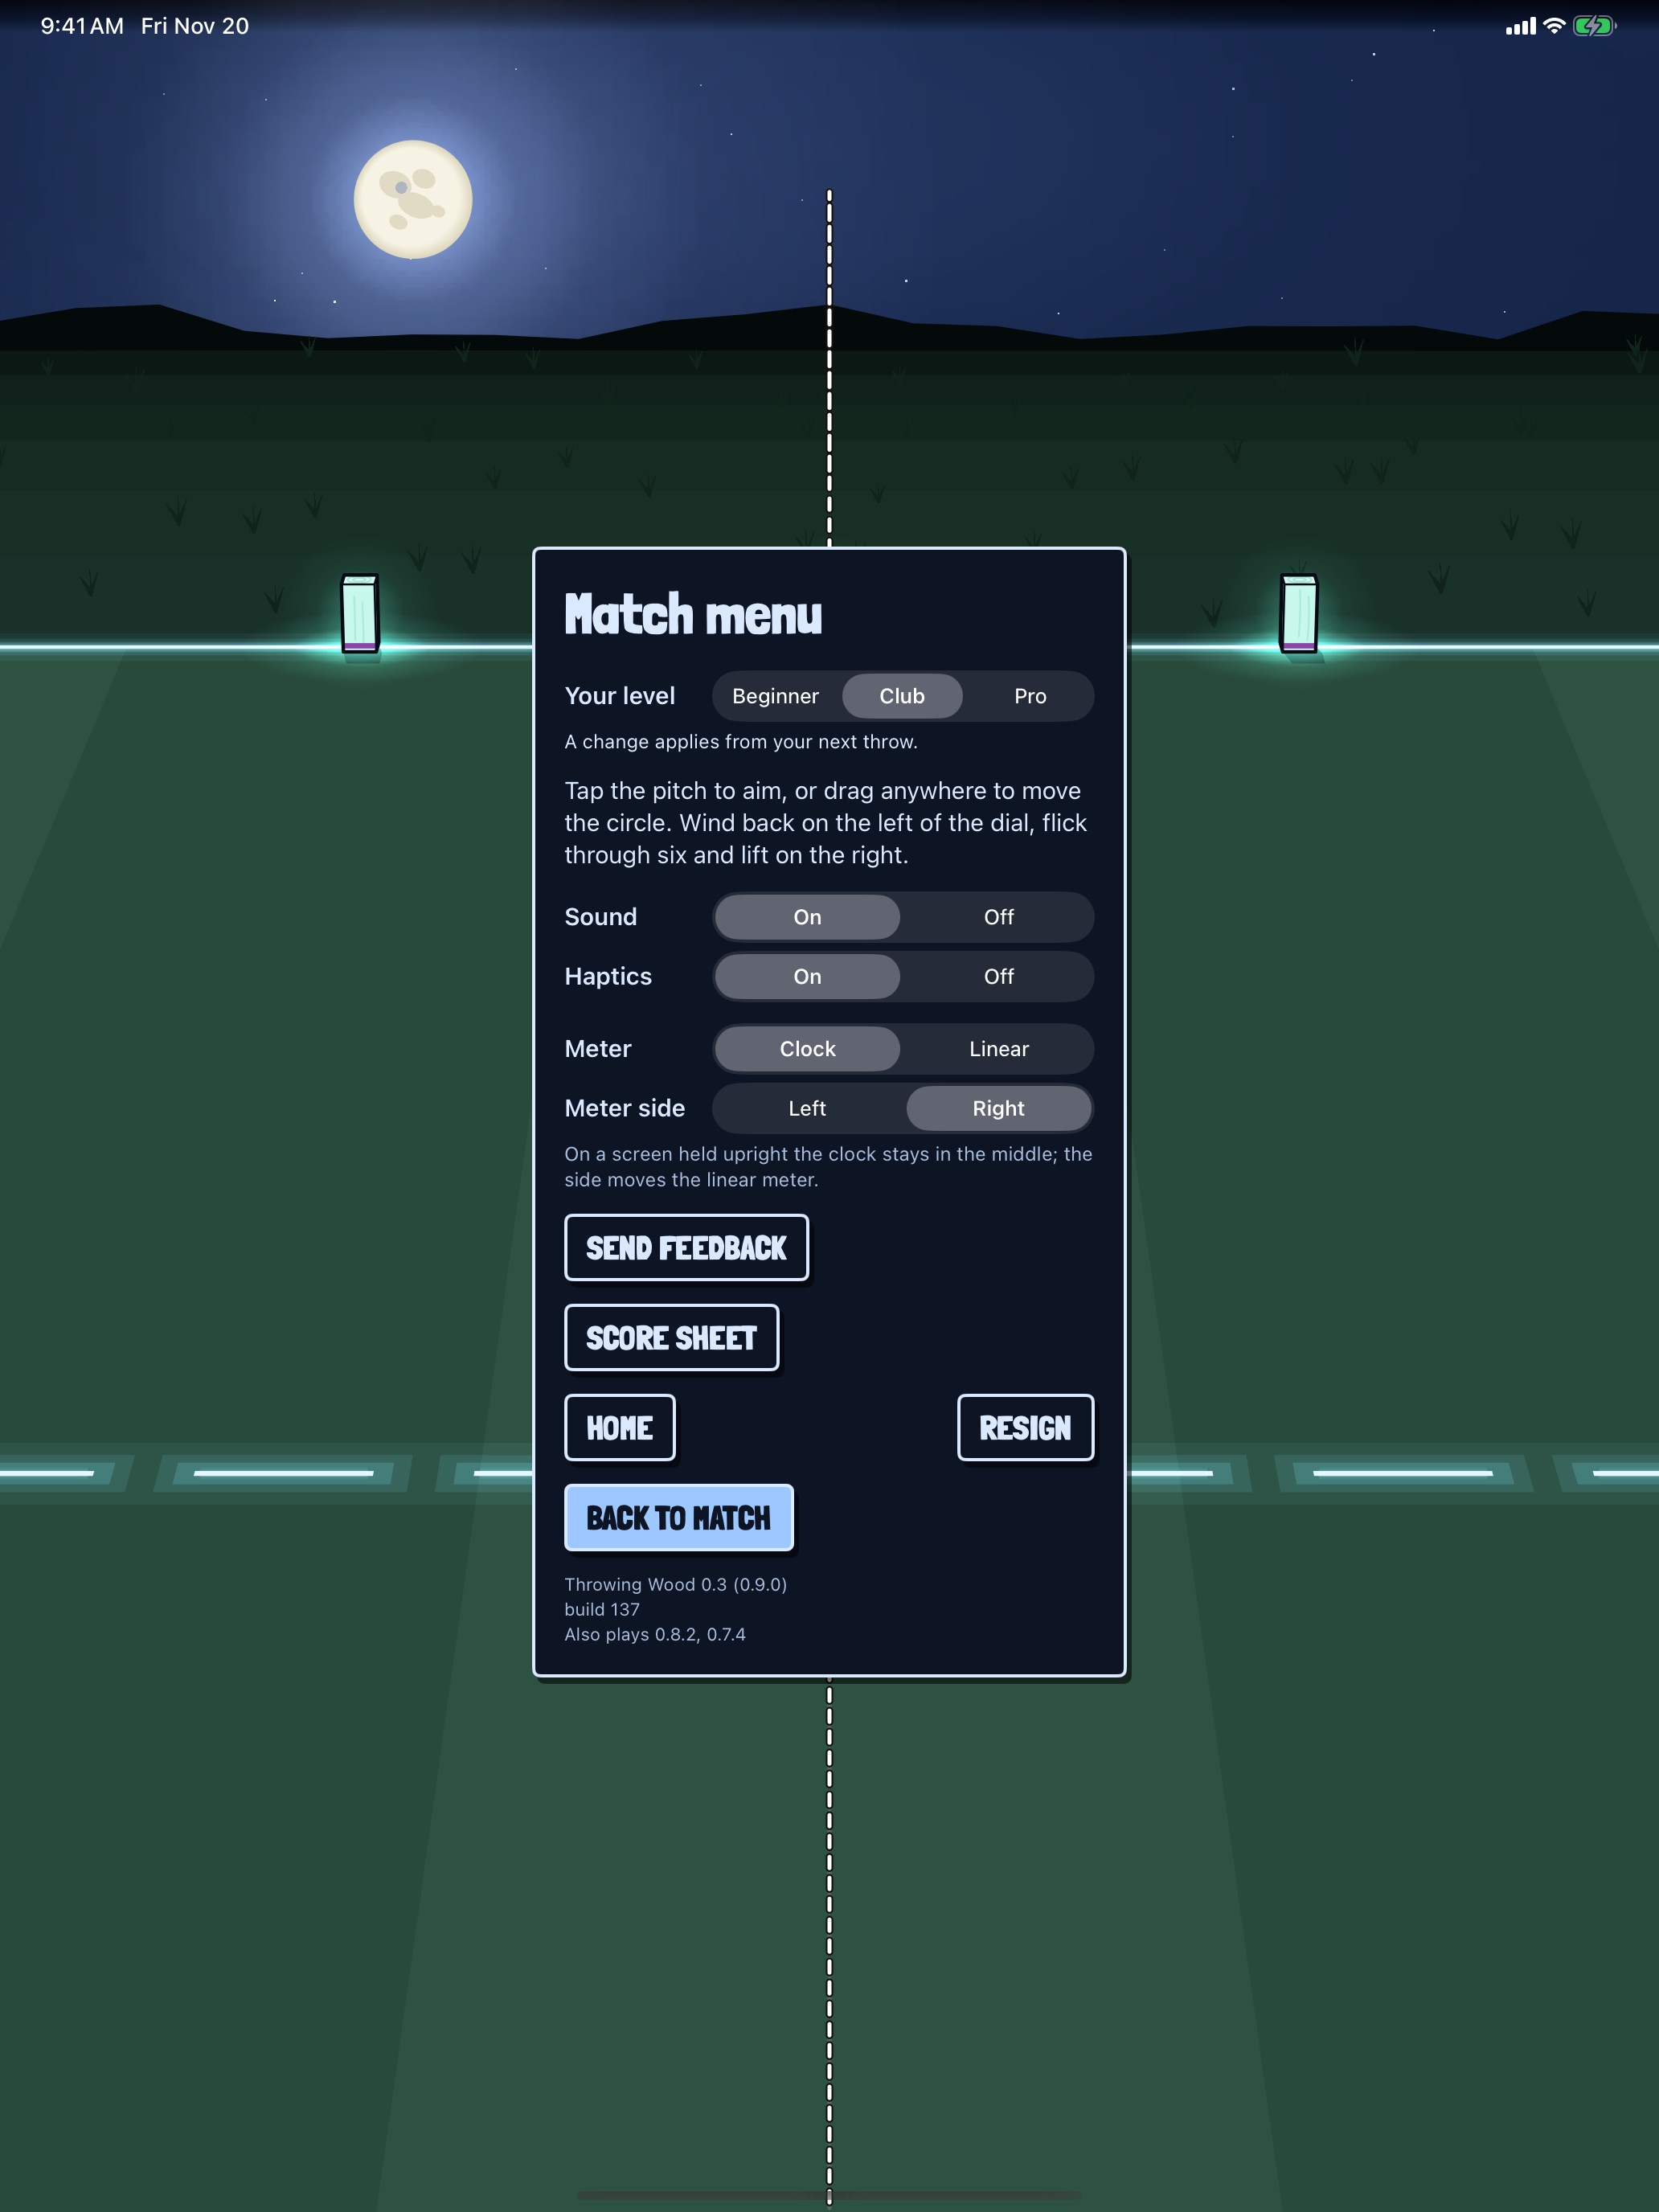 9:41 AM Fri Nov 20
Match menu
Your level Beginner Club Pro
A change applies from your next throw.
Tap the pitch to aim, or drag anywhere to move
the circle. Wind back on the left of the dial, flick
through six and lift on the right.
Sound On Off
Haptics On Off
Meter Clock Linear
Meter side Left Right
On a screen held upright the clock stays in the middle; the
side moves the linear meter.
SEND FEEDBACK
SCORE SHEET
HOME RESIGN
BACK TO MATCH
Throwing Wood 0.3 (0.9.0)
build 137
Also plays 0.8.2, 0.7.4